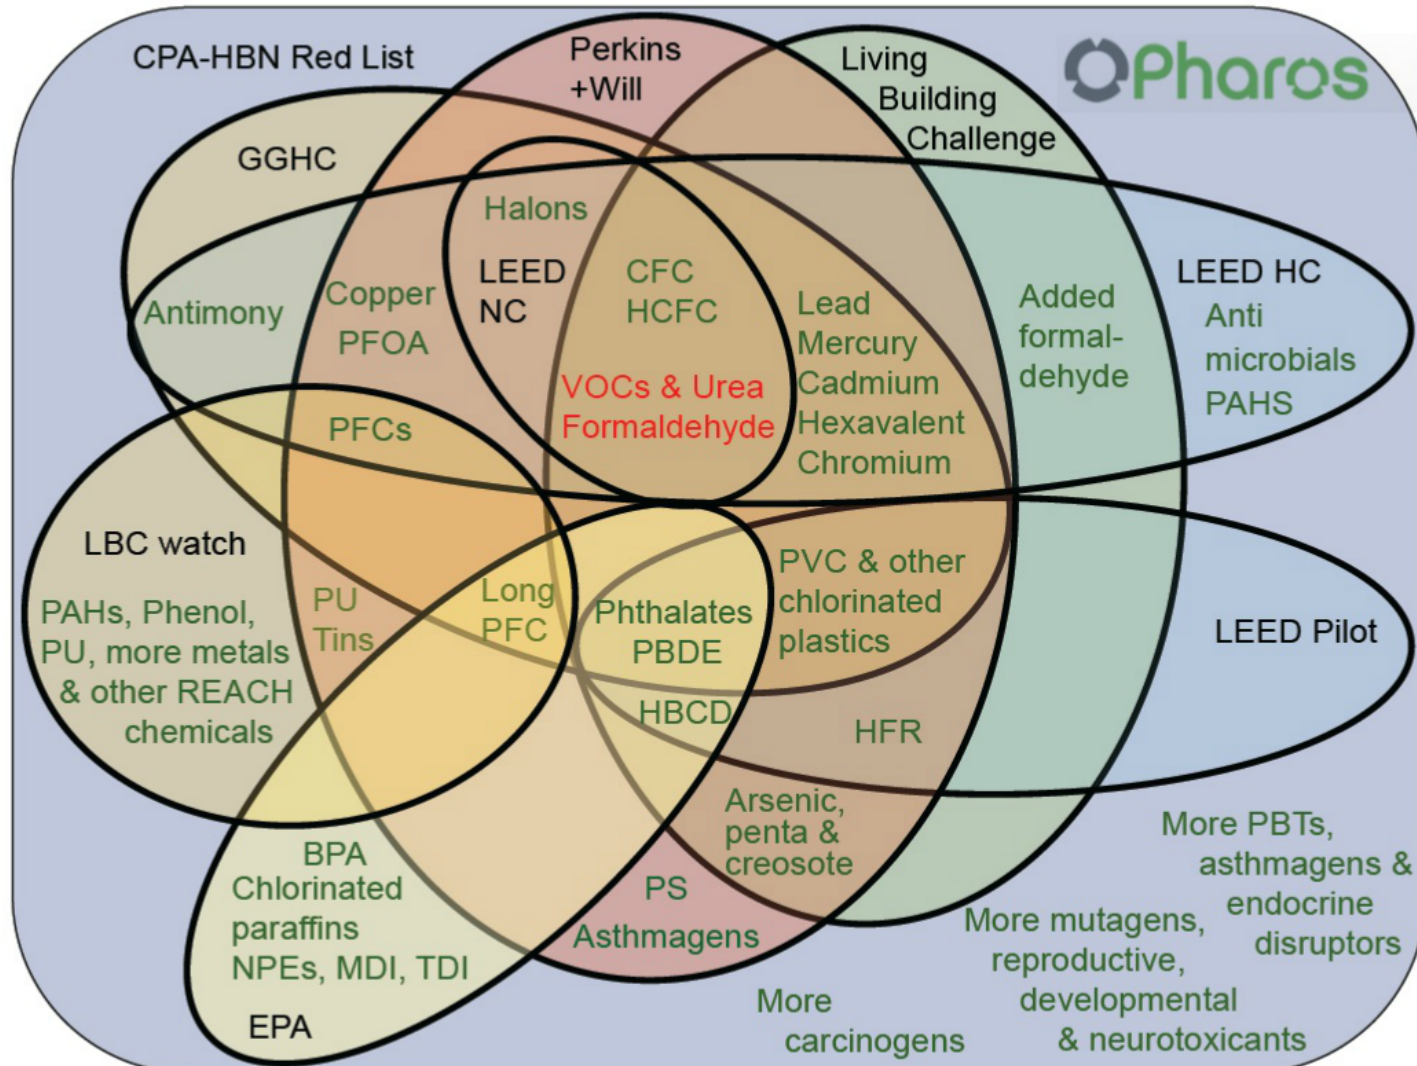 CPA-HBN Red List
Perkins
+Will
Living
Building
Challenge
Pharos
GGHC
Halons
LEED
NC
CFC
HCFC
VOCs & Urea
Formaldehyde
Antimony
Copper
PFOA
PFCs
Lead
Mercury
Cadmium
Hexavalent
Chromium
Added
formal-
dehyde
LEED HC
Anti
microbials
PAHS
LBC watch
PAHs, Phenol,
PU, more metals
& other REACH
chemicals
PU
Tins
Long
PFC
Phthalates
PBDE
HBCD
PVC & other
chlorinated
plastics
LEED Pilot
HFR
Arsenic,
penta &
creosote
BPA
Chlorinated
paraffins
NPEs, MDI, TDI
EPA
PS
Asthmagens
More PBTs,
asthmagens &
endocrine
disruptors
More mutagens,
reproductive,
developmental
& neurotoxicants
More
carcinogens